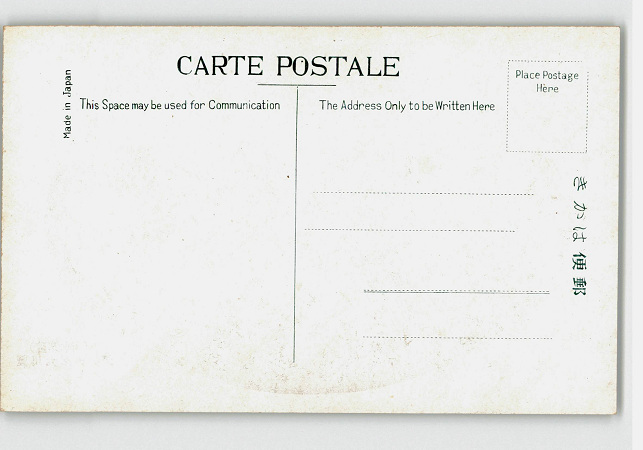 CARTE POSTALE
Made in Japan
This Space may be used for Communication
The Address Only to be Written Here
Place Postage
Here
きかは便郵